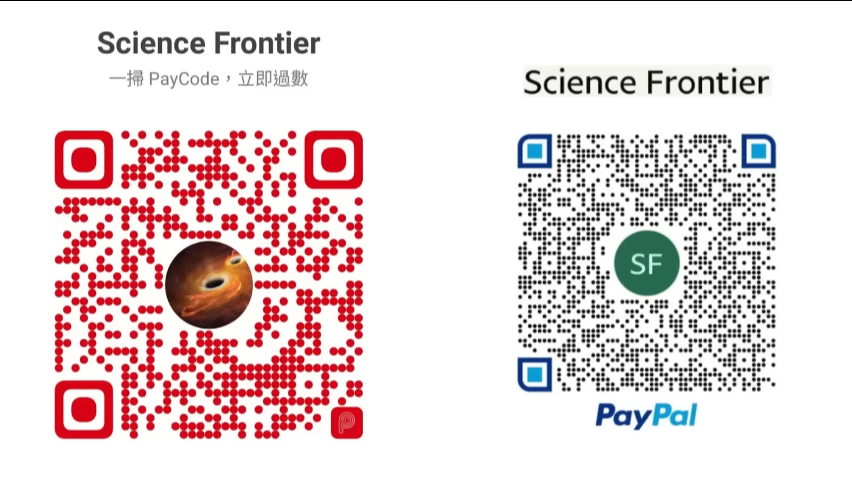 Science Frontier
一掃 PayCode，立即過數
Science Frontier
SF
PayPal